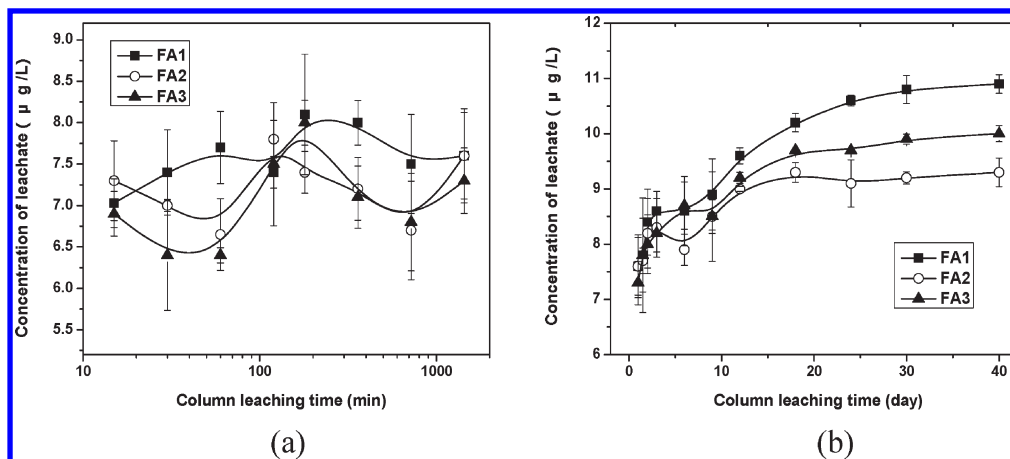 Concentration of leachate ( μ g /L)
9.0
8.5
8.0
7.5
7.0
6.5
6.0
5.5
FA1
FA2
FA3
10
100
1000
Column leaching time (min)
(a)
Concentration of leachate ( μ g /L)
12
11
10
9
8
7
6
FA1
FA2
FA3
0
10
20
30
40
Column leaching time (day)
(b)